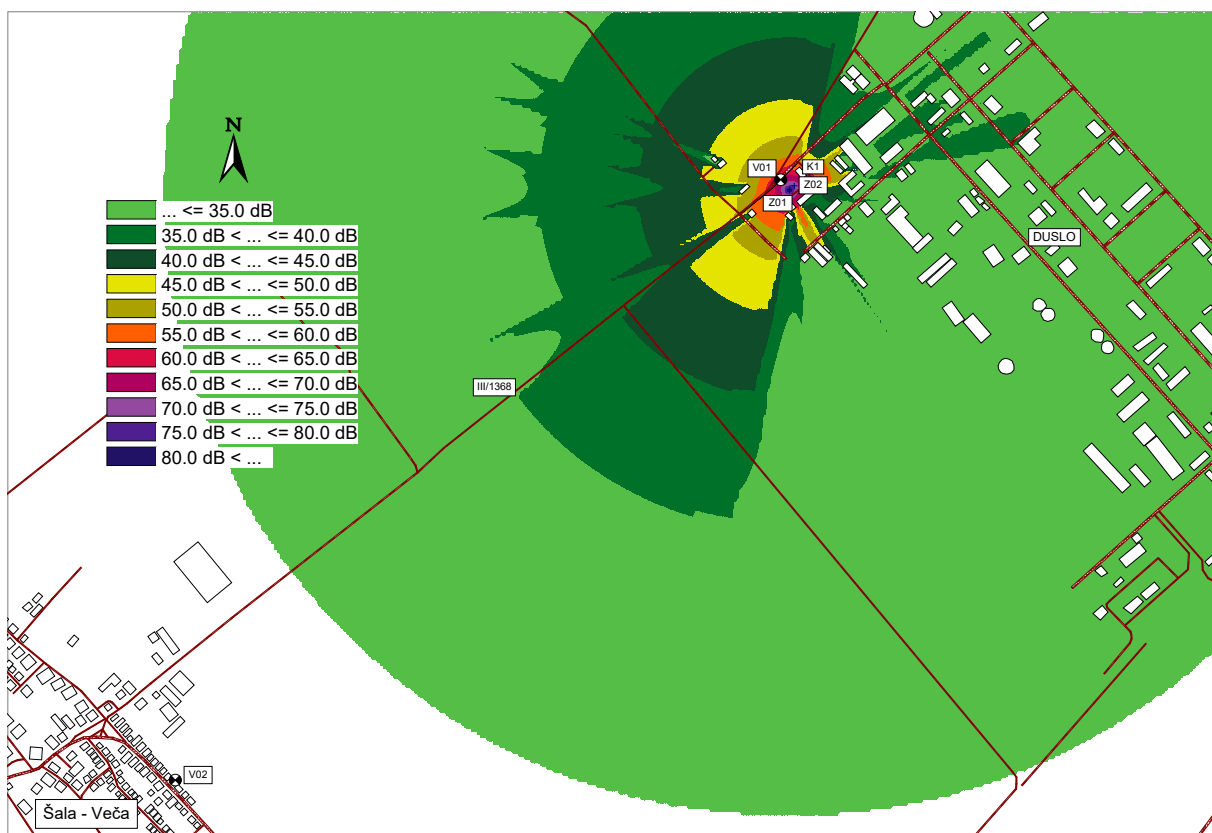 N
V01
K1
Z02
Z01
... <= 35.0 dB
35.0 dB < ... <= 40.0 dB
40.0 dB < ... <= 45.0 dB
45.0 dB < ... <= 50.0 dB
50.0 dB < ... <= 55.0 dB
55.0 dB < ... <= 60.0 dB
60.0 dB < ... <= 65.0 dB
65.0 dB < ... <= 70.0 dB
70.0 dB < ... <= 75.0 dB
75.0 dB < ... <= 80.0 dB
80.0 dB < ...
DUSLO
III/1368
V02
Šala - Veča